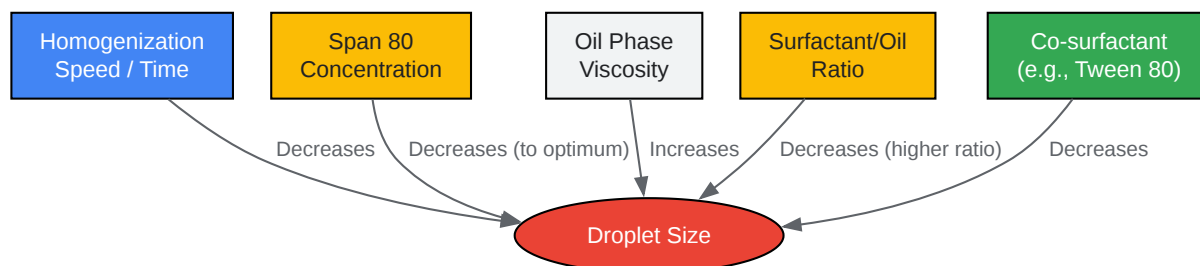 Homogenization
Speed / Time
Span 80
Concentration
Oil Phase
Viscosity
Surfactant/Oil
Ratio
Co-surfactant
(e.g., Tween 80)
Decreases
Decreases (to optimum)
Increases
Decreases (higher ratio)
Decreases
Droplet Size